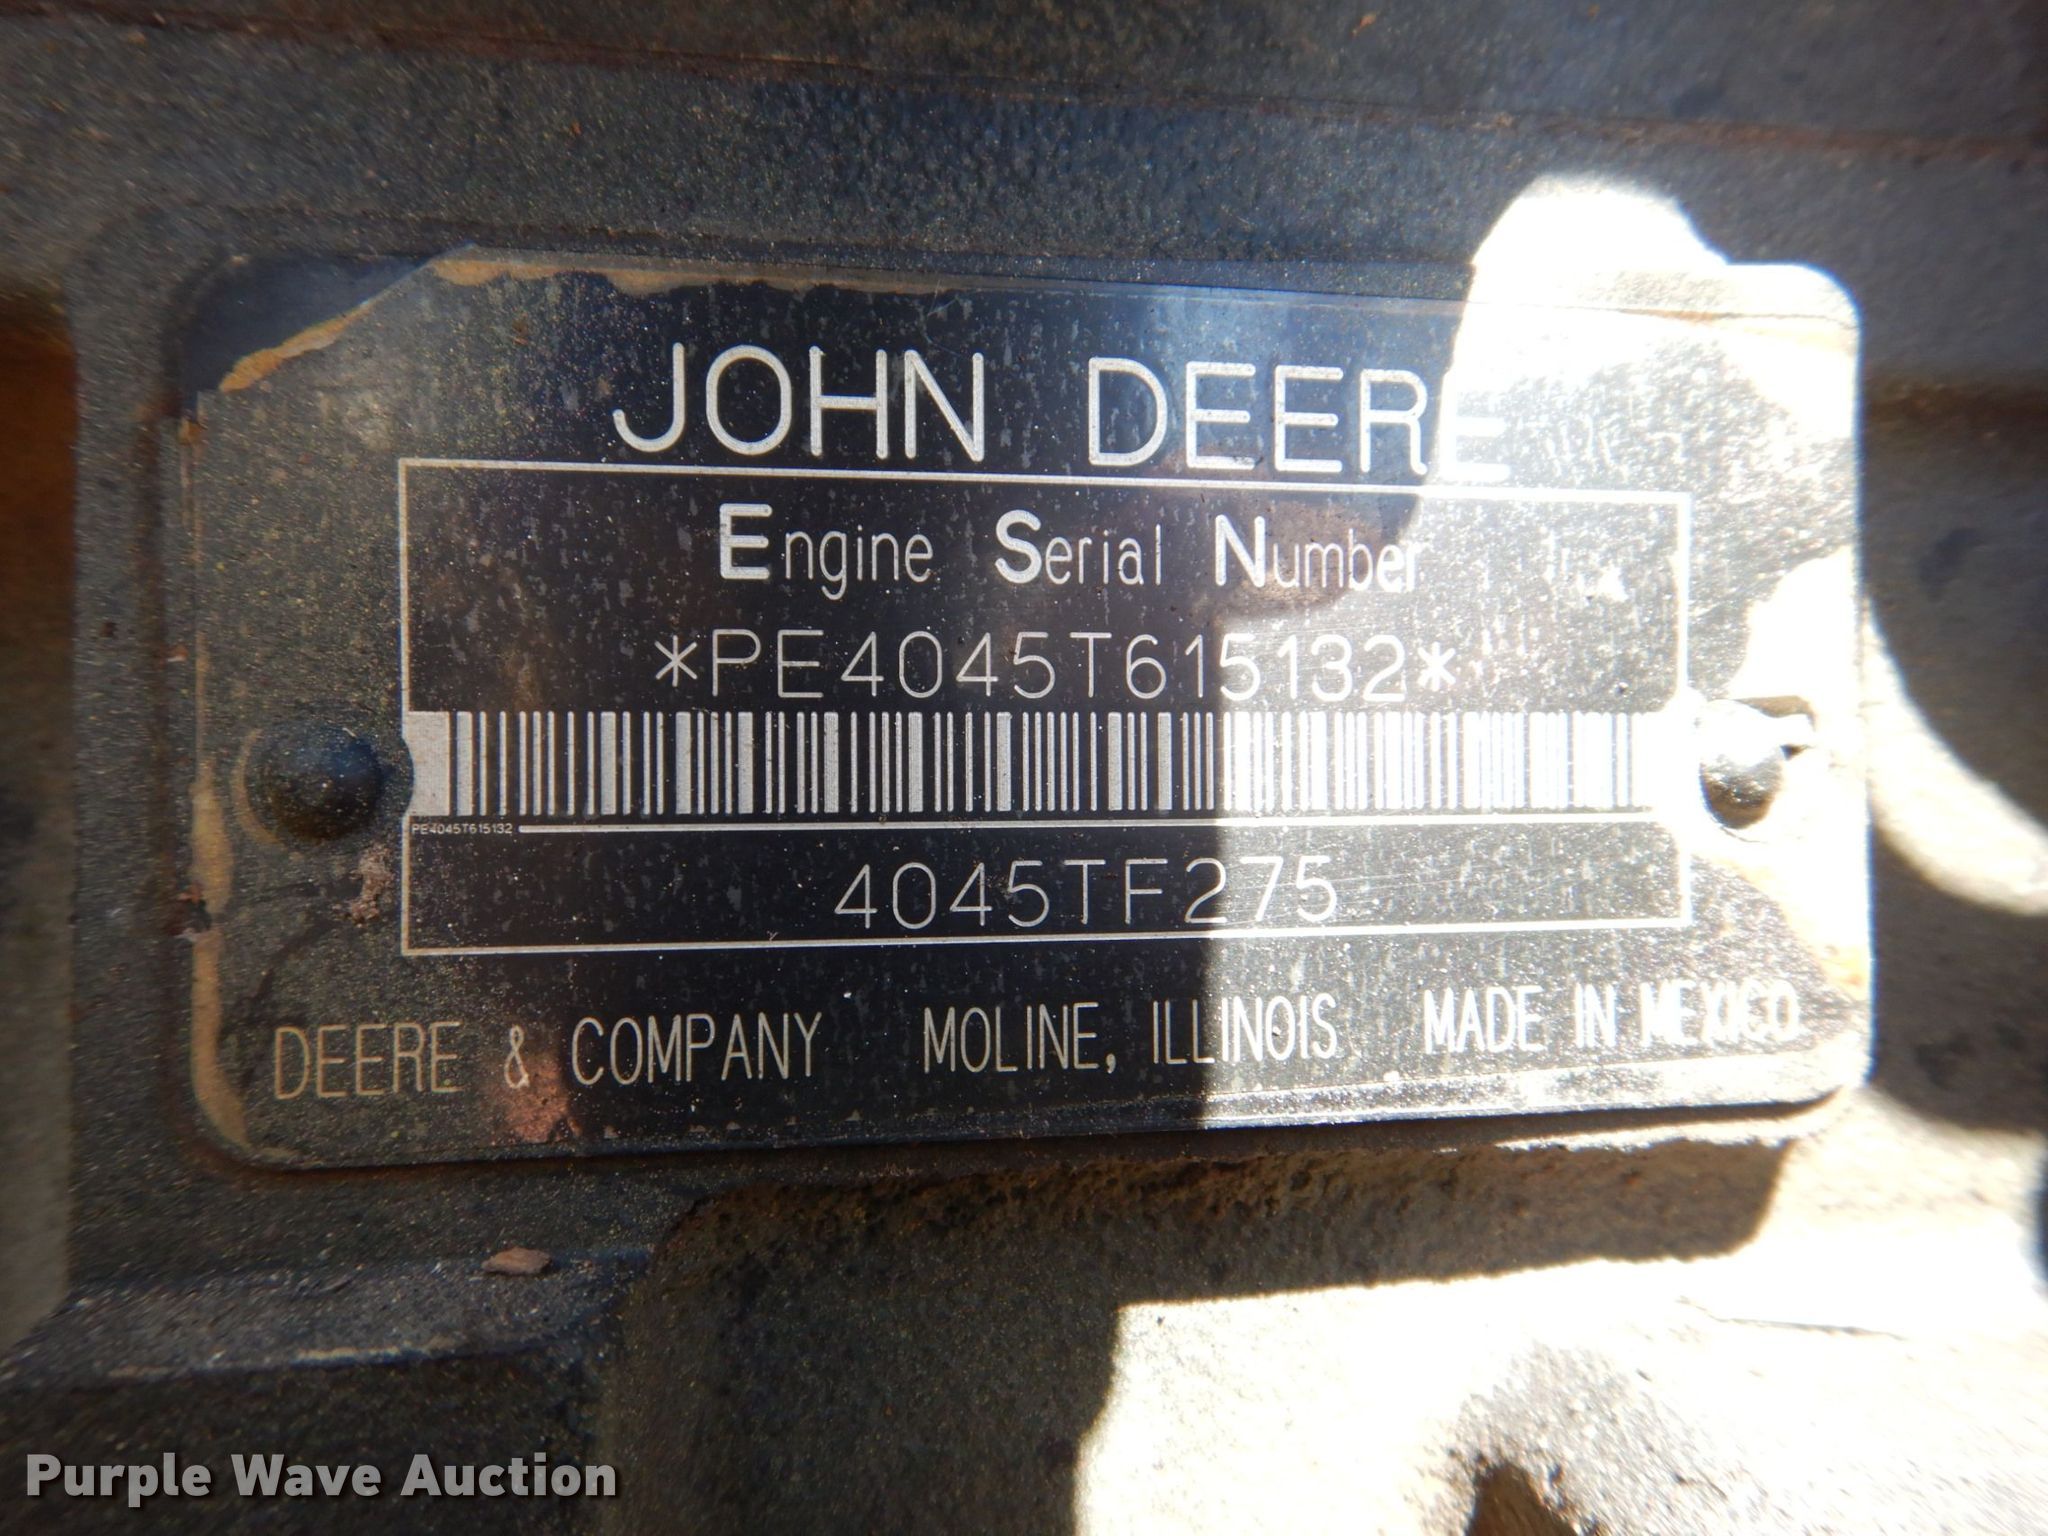 JOHN DEERE
Engine Serial Number
*PE4045T615132*
PE4045T615132
4045TF275
DEERE & COMPANY MOLINE, ILLINOIS MADE IN MEXICO
Purple Wave Auction